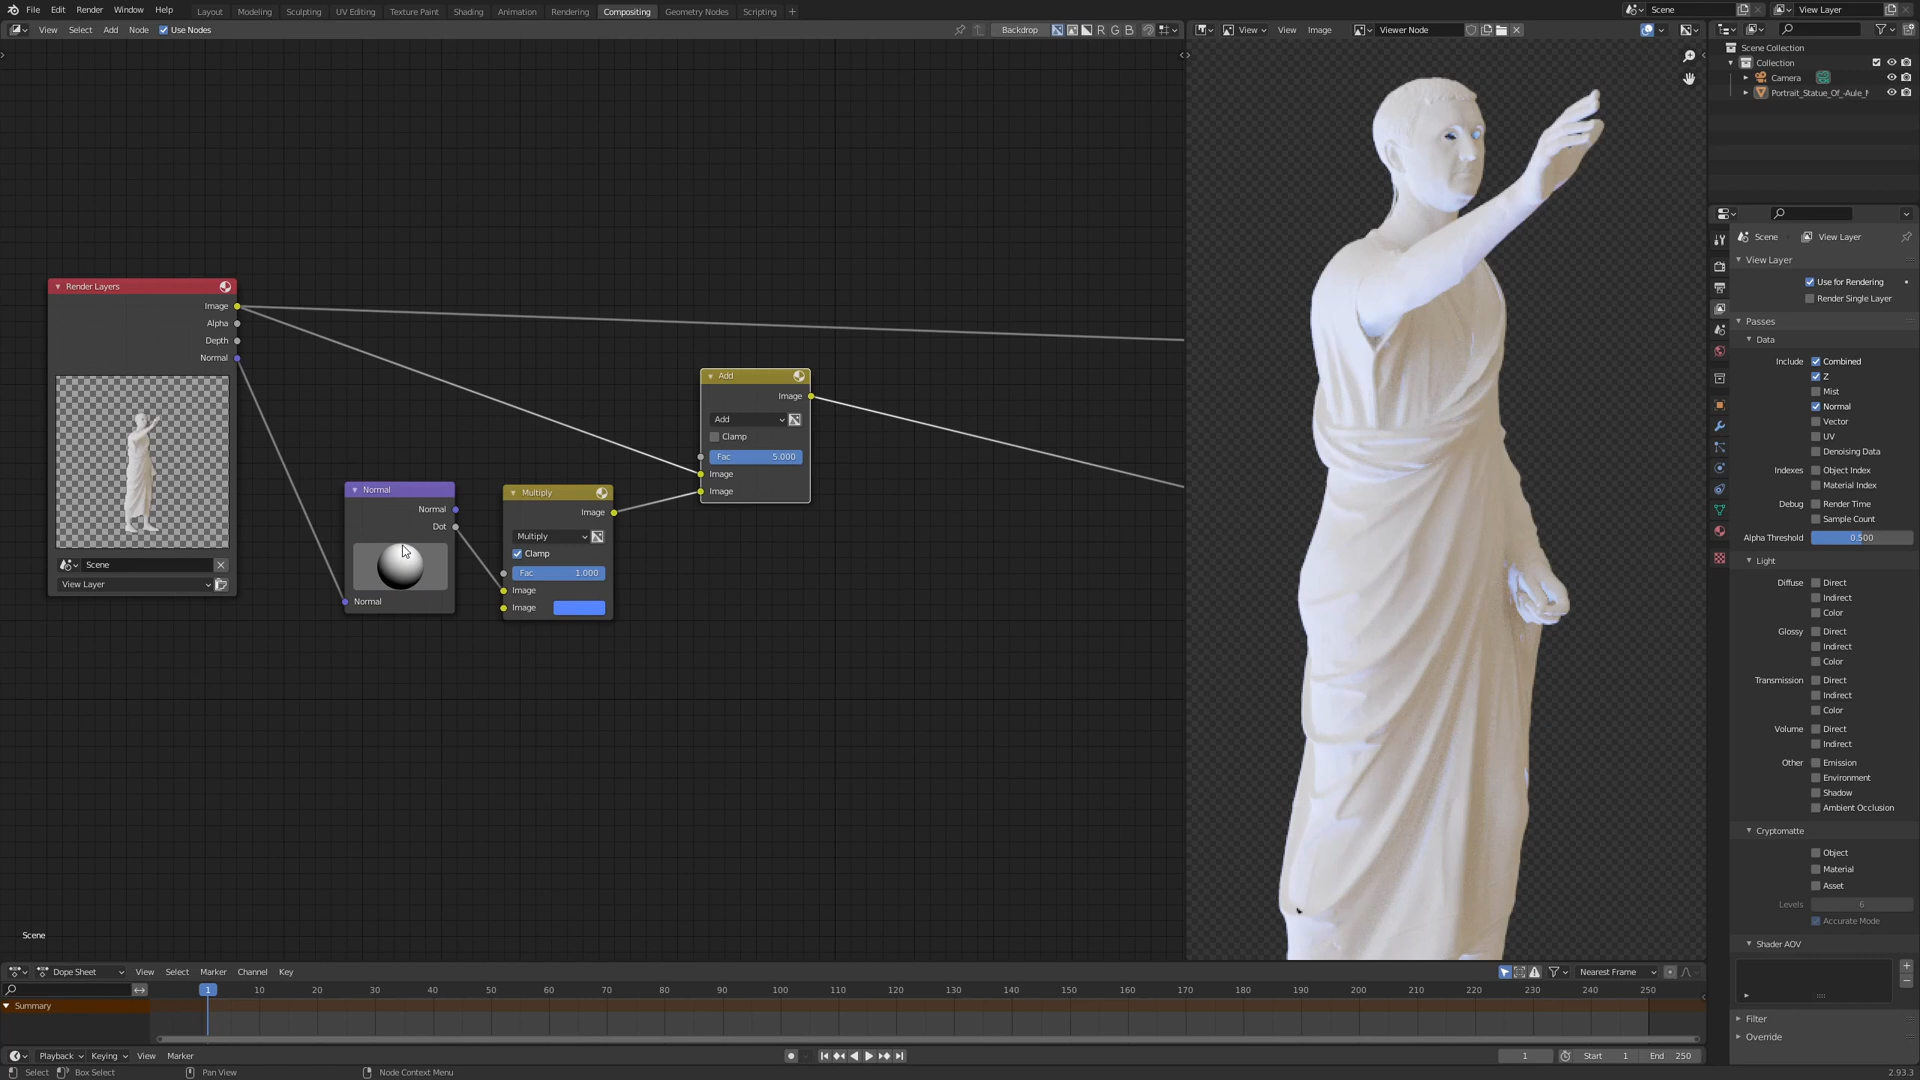 File Edit Render Window Help
Layout Modeling Sculpting UV Editing Texture Paint Shading Animation Rendering Compositing Geometry Nodes Scripting +
Scene
View Layer
View Select Add Node Use Nodes
Backdrop R G B
View View Image Viewer Node
Scene Collection
Collection
Camera
Portrait_Statue_Of_-Aule_M
Scene View Layer
View Layer
Use for Rendering
Render Single Layer
Passes
Data
Include Combined
Z
Mist
Normal
Vector
UV
Denoising Data
Indexes Object Index
Material Index
Debug Render Time
Sample Count
Alpha Threshold 0.500
Light
Diffuse Direct
Indirect
Color
Glossy Direct
Indirect
Color
Transmission Direct
Indirect
Color
Volume Direct
Indirect
Other Emission
Environment
Shadow
Ambient Occlusion
Cryptomatte
Object
Material
Asset
Levels 6
Accurate Mode
Shader AOV
Filter
Override
Render Layers
Image
Alpha
Depth
Normal
Scene
View Layer
Normal
Normal
Dot
Normal
Multiply
Image
Multiply
Clamp
Fac 1.000
Image
Image
Add
Image
Add
Clamp
Fac 5.000
Image
Image
Scene
Dope Sheet View Select Marker Channel Key
Nearest Frame
1 10 20 30 40 50 60 70 80 90 100 110 120 130 140 150 160 170 180 190 200 210 220 230 240 250
Summary
Playback Keying View Marker
1 Start 1 End 250
Select Box Select Pan View Node Context Menu
2.93.3